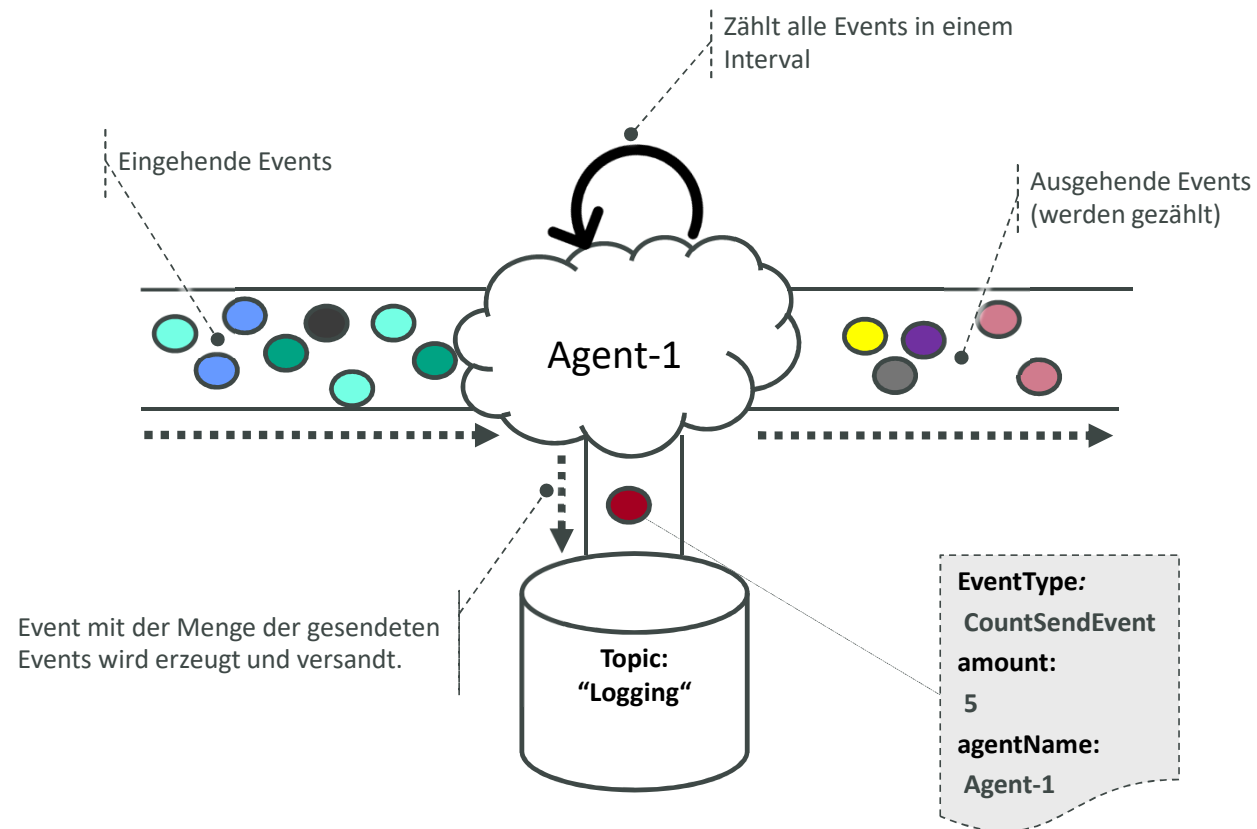 Zählt alle Events in einem
Interval
Eingehende Events
Ausgehende Events
(werden gezählt)
Agent-1
Event mit der Menge der gesendeten
Events wird erzeugt und versandt.
Topic:
“Logging“
EventType:
CountSendEvent
amount:
5
agentName:
Agent-1